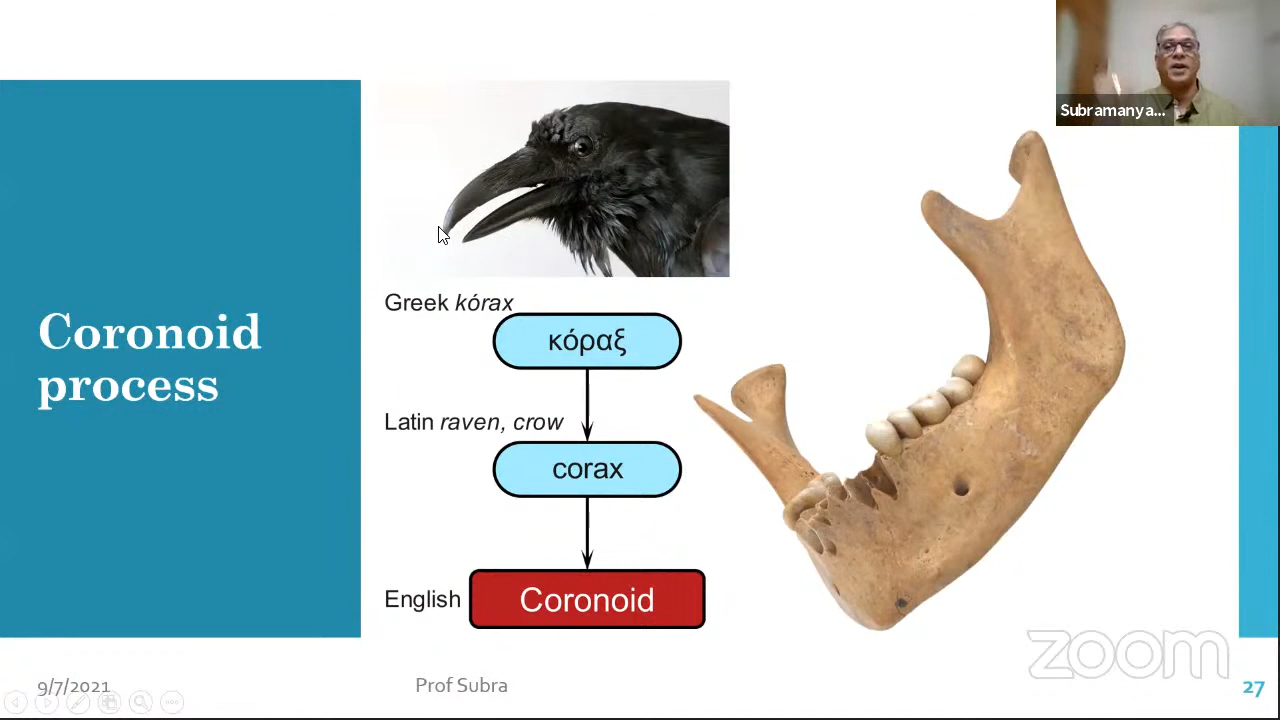 Subramanya...
Coronoid
process
Greek kórax
κόραξ
Latin raven, crow
corax
English
Coronoid
zoom
9/7/2021
Prof Subra
27